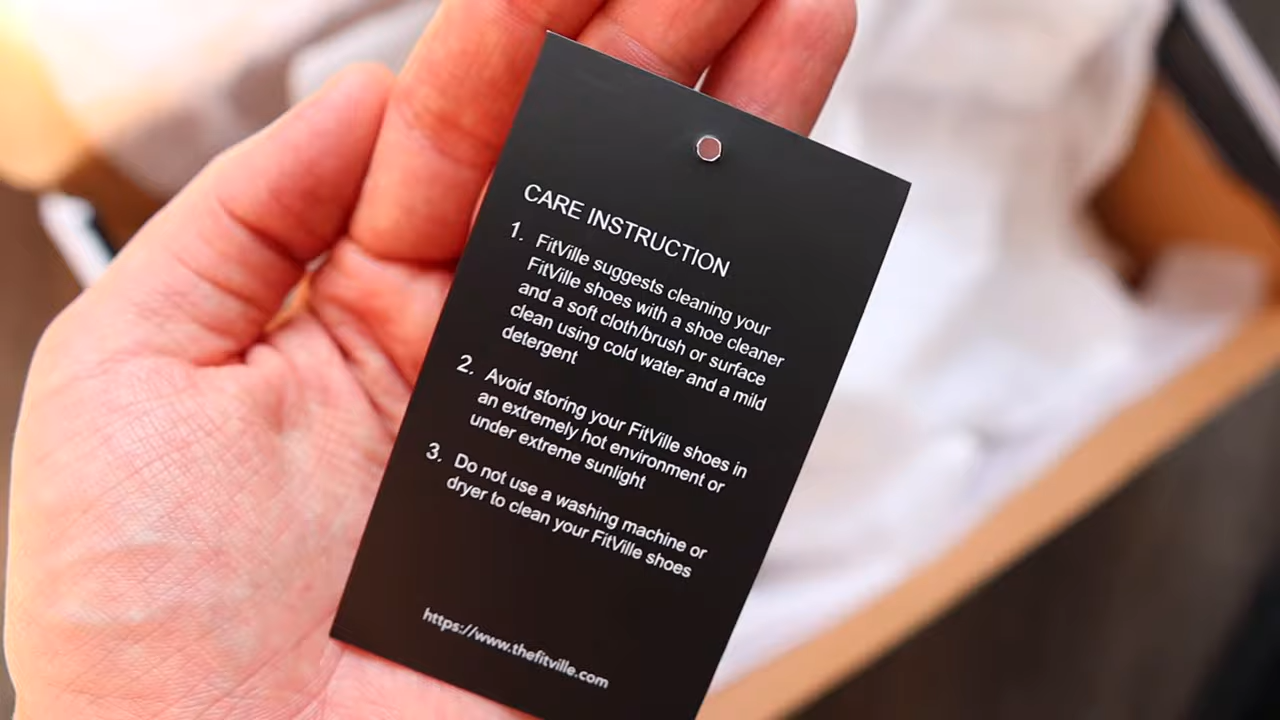 CARE INSTRUCTION
1. FitVille suggests cleaning your
FitVille shoes with a shoe cleaner
and a soft cloth/brush or surface
clean using cold water and a mild
detergent
2. Avoid storing your FitVille shoes in
an extremely hot environment or
under extreme sunlight
3. Do not use a washing machine or
dryer to clean your FitVille shoes
https://www.thefitville.com